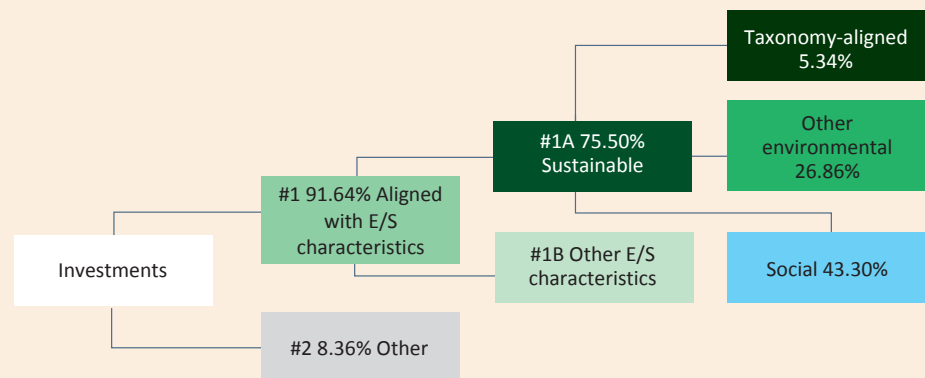 Investments
#1 91.64% Aligned
with E/S
characteristics
#2 8.36% Other
#1A 75.50%
Sustainable
#1B Other E/S
characteristics
Taxonomy-aligned
5.34%
Other
environmental
26.86%
Social 43.30%